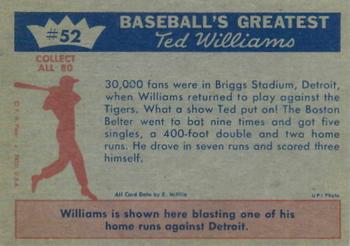 #52
BASEBALL'S GREATEST
Ted Williams
COLLECT
ALL 80
30,000 fans were in Briggs Stadium, Detroit,
when Williams returned to play against the
Tigers. What a show Ted put on! The Boston
Belter went to bat nine times and got five
singles, a 400-foot double and two home
runs. He drove in seven runs and scored three
himself.
All Card Data by E. Mifflin
UPI Photo
Williams is shown here blasting one of his
home runs against Detroit.